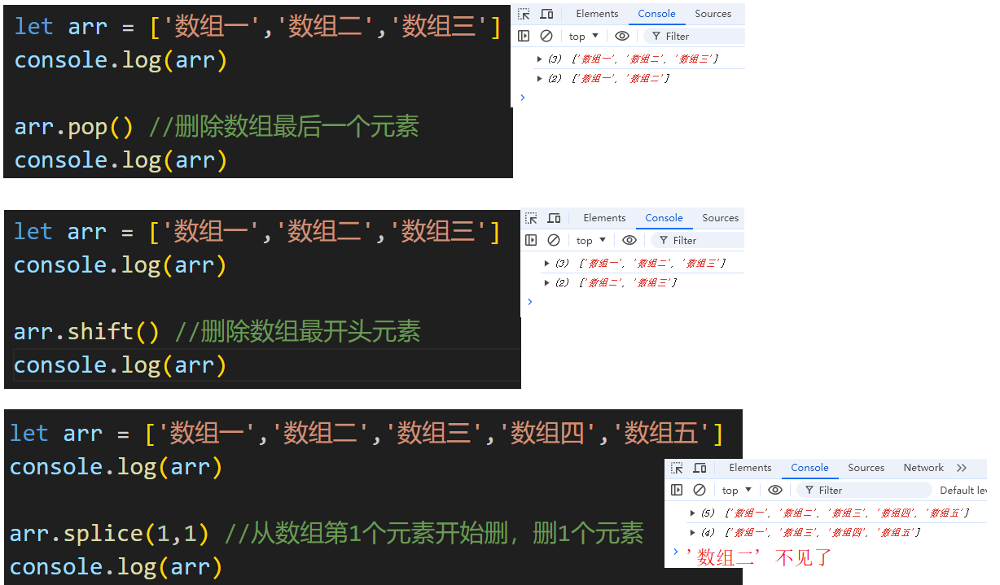 let arr = ['数组一','数组二','数组三']
console.log(arr)
arr.pop() //删除数组最后一个元素
console.log(arr)
Elements Console Sources
top Filter
(3) ['数组一', '数组二', '数组三']
(2) ['数组一', '数组二']
let arr = ['数组一','数组二','数组三']
console.log(arr)
arr.shift() //删除数组最开头元素
console.log(arr)
Elements Console Sources
top Filter
(3) ['数组一', '数组二', '数组三']
(2) ['数组二', '数组三']
let arr = ['数组一','数组二','数组三','数组四','数组五']
console.log(arr)
arr.splice(1,1) //从数组第1个元素开始删，删1个元素
console.log(arr)
Elements Console Sources Network
top Filter Default lev
(5) ['数组一', '数组二', '数组三', '数组四', '数组五']
(4) ['数组一', '数组三', '数组四', '数组五']
'数组二' 不见了